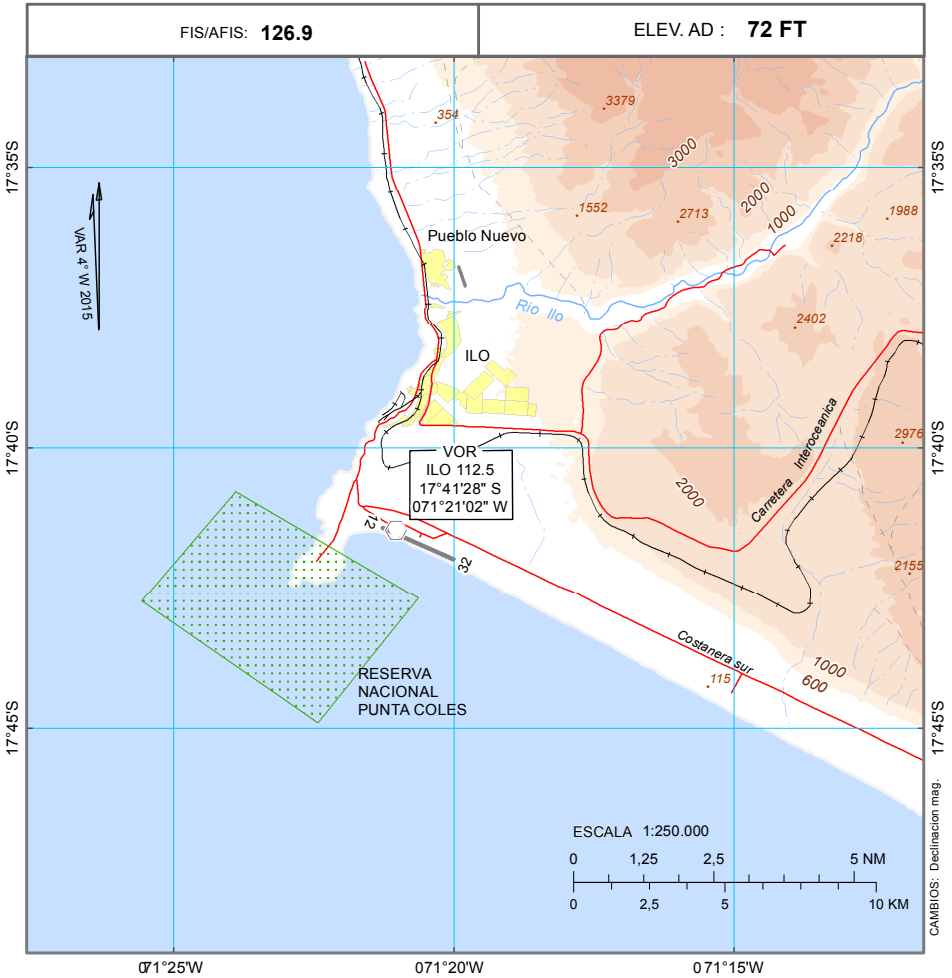 FIS/AFIS: 126.9
ELEV. AD : 72 FT
3379
354
3000
17°35'S
17°35'S
2000
1000
1552
2713
1988
2218
VAR 4° W 2015
Pueblo Nuevo
Rio Ilo
2402
ILO
Carretera Interoceanica
2976
17°40'S
17°40'S
VOR
ILO 112.5
17°41'28" S
071°21'02" W
2000
12
32
2155
Costanera sur
1000
600
115
RESERVA
NACIONAL
PUNTA COLES
17°45'S
17°45'S
ESCALA 1:250.000
0 1,25 2,5 5 NM
0 2,5 5 10 KM
CAMBIOS: Declinacion mag.
071°25'W
071°20'W
071°15'W